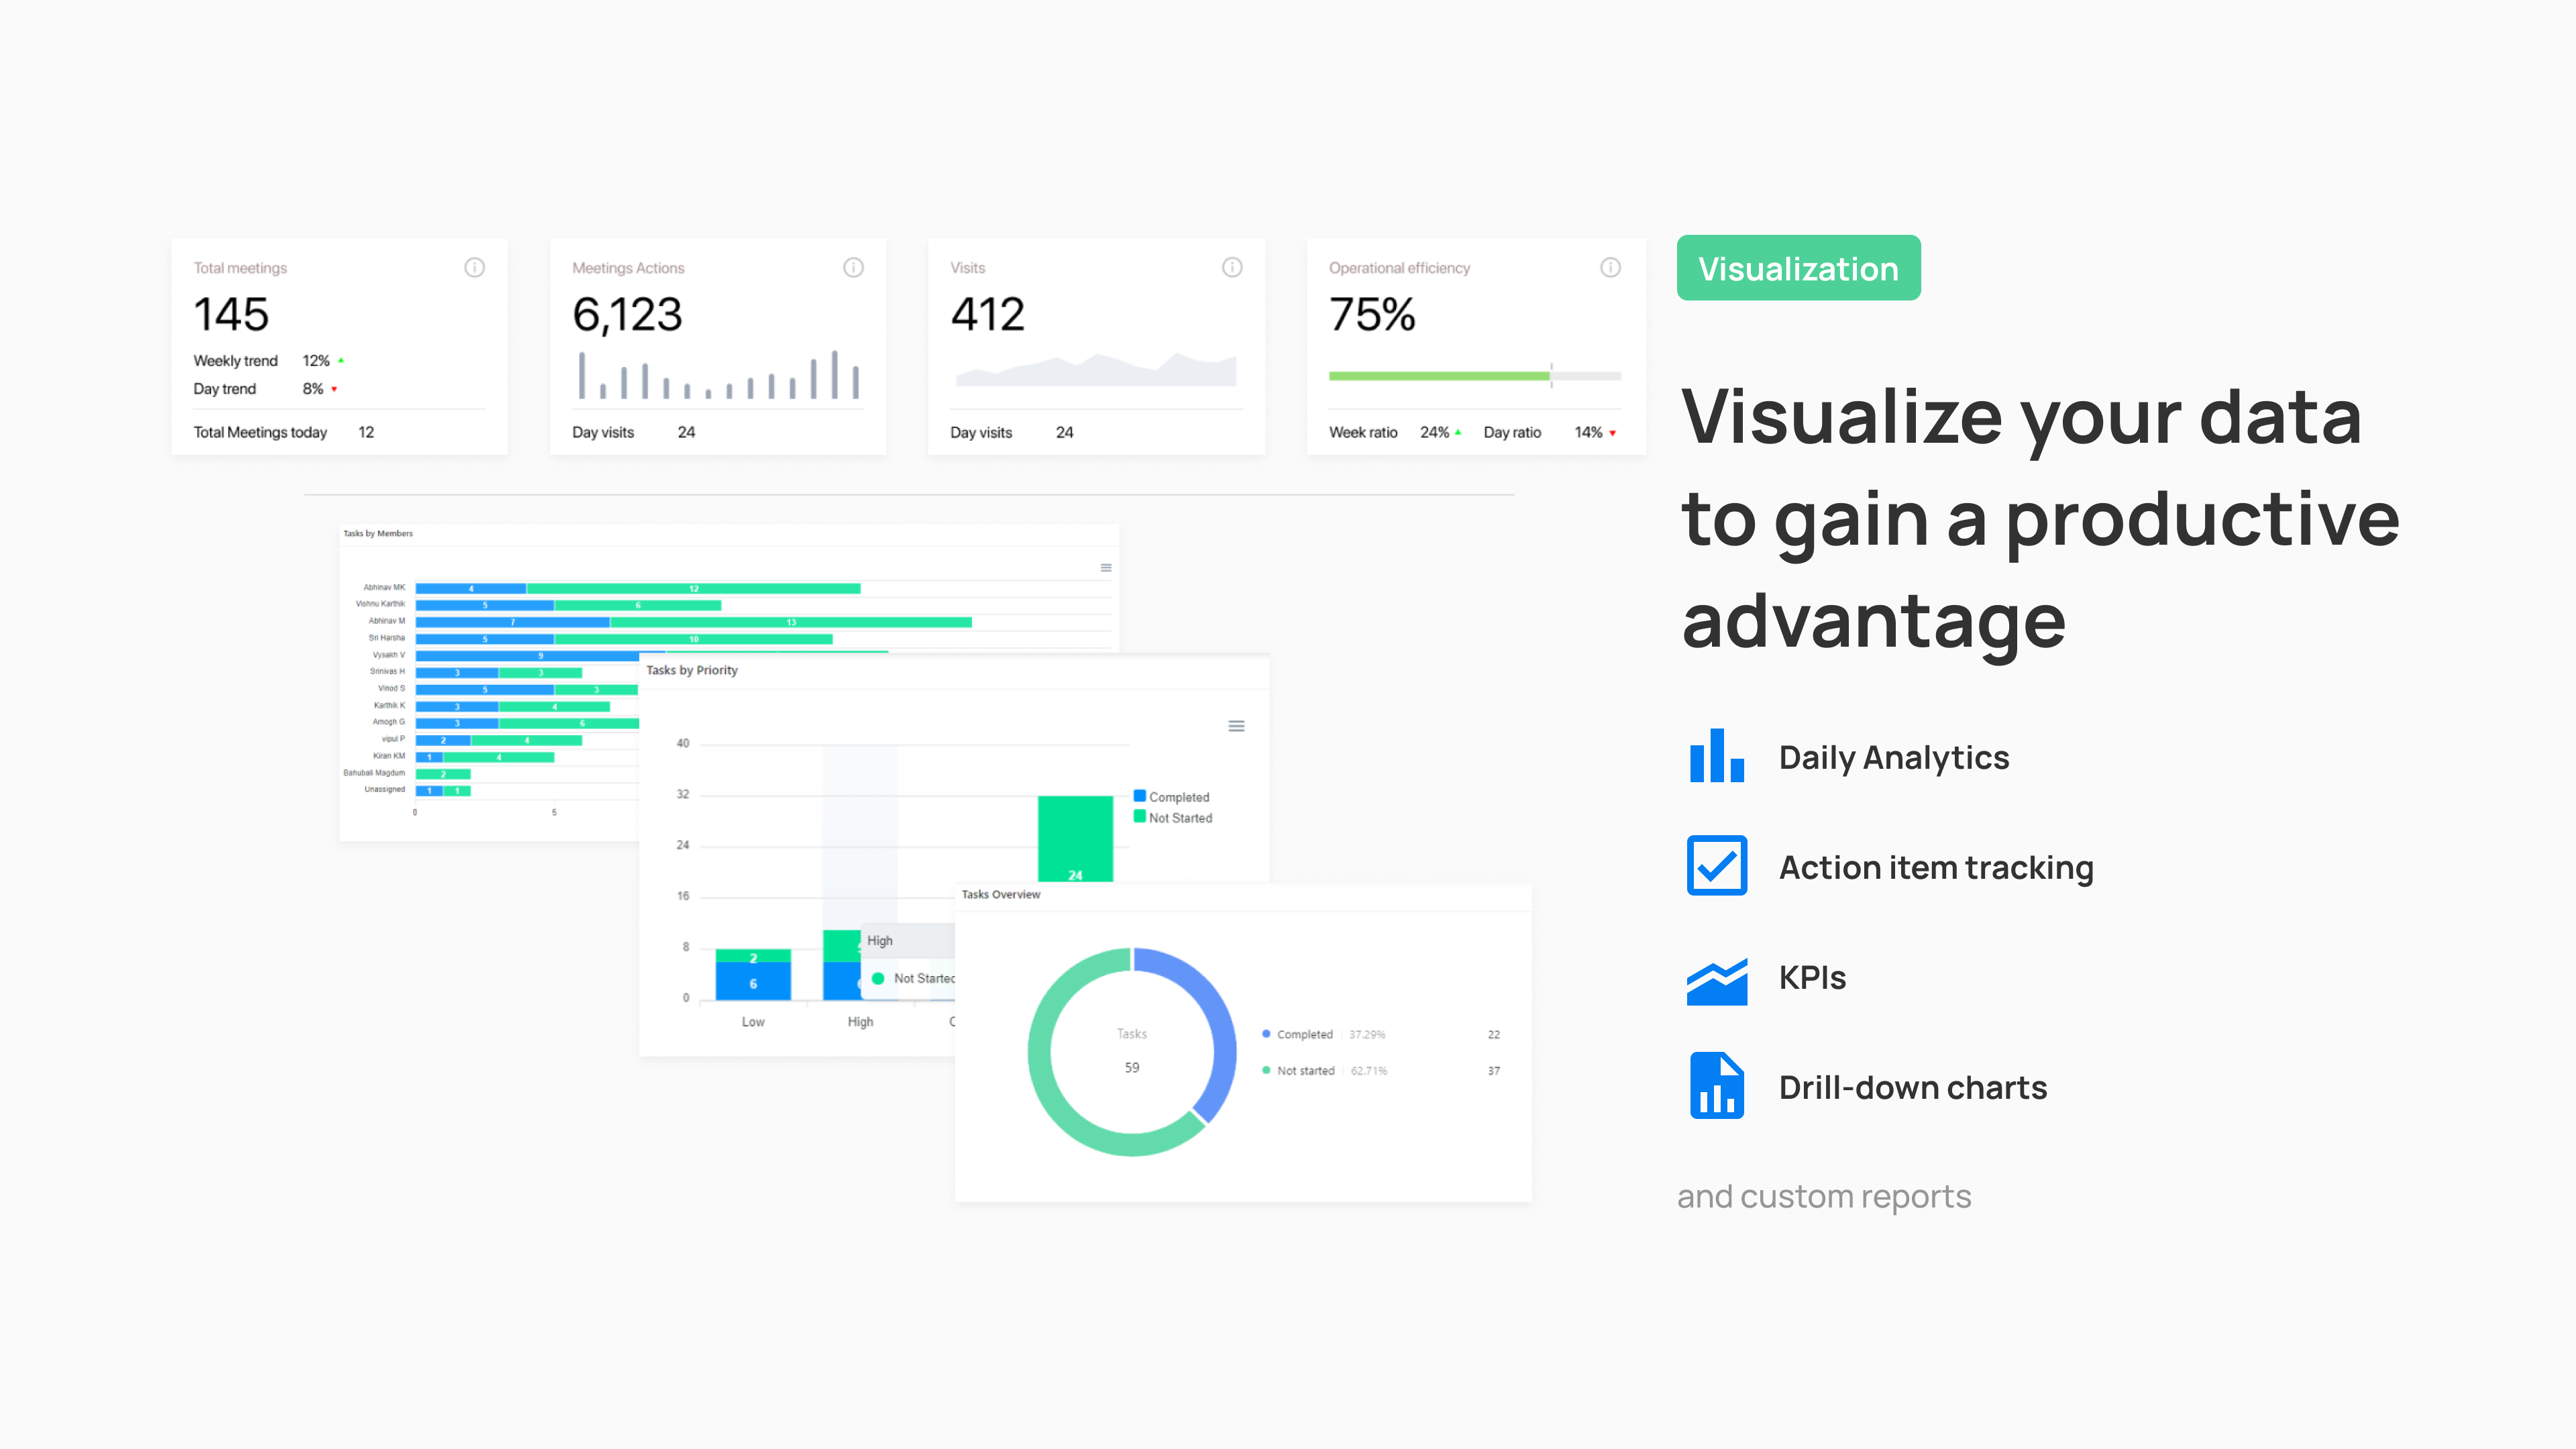 Total meetings
145
Weekly trend 12%
Day trend 8%
Total Meetings today 12
Meetings Actions
6,123
Day visits 24
Visits
412
Day visits 24
Operational efficiency
75%
Week ratio 24% Day ratio 14%
Tasks by Members
Abhinav MK 4 12
Vishnu Karthik 5 6
Abhinav M 7 13
Sri Harsha 5 10
Vysakh V 9
Srinivas H 3 3
Vinod S 5 3
Karthik K 3 4
Amogh G 3 6
vipul P 2 4
Kiran KM 1 4
Bahubali Magdum 2
Unassigned 1 1
0 5
Tasks by Priority
40
32
24
16
8
0
Completed
Not Started
24
2
6
High
Not Started
Low High
Tasks Overview
Tasks
59
Completed 37.29% 22
Not started 62.71% 37
Visualization
Visualize your data
to gain a productive
advantage
Daily Analytics
Action item tracking
KPIs
Drill-down charts
and custom reports